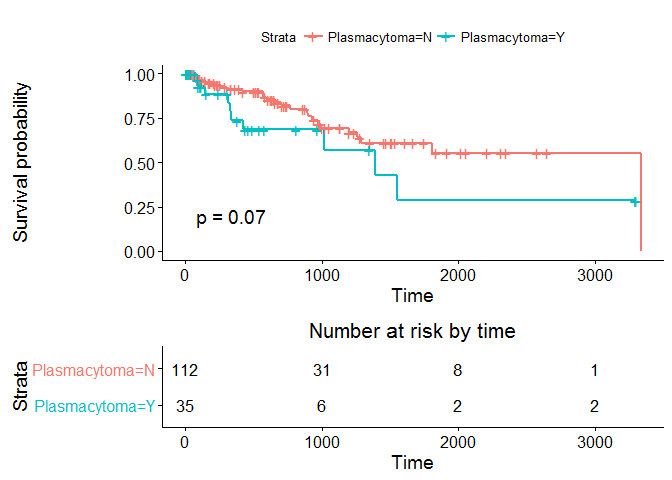 Strata Plasmacytoma=N Plasmacytoma=Y
Survival probability
1.00
0.75
0.50
0.25
0.00
p = 0.07
0 1000 2000 3000
Time
Number at risk by time
Strata
Plasmacytoma=N 112 31 8 1
Plasmacytoma=Y 35 6 2 2
0 1000 2000 3000
Time